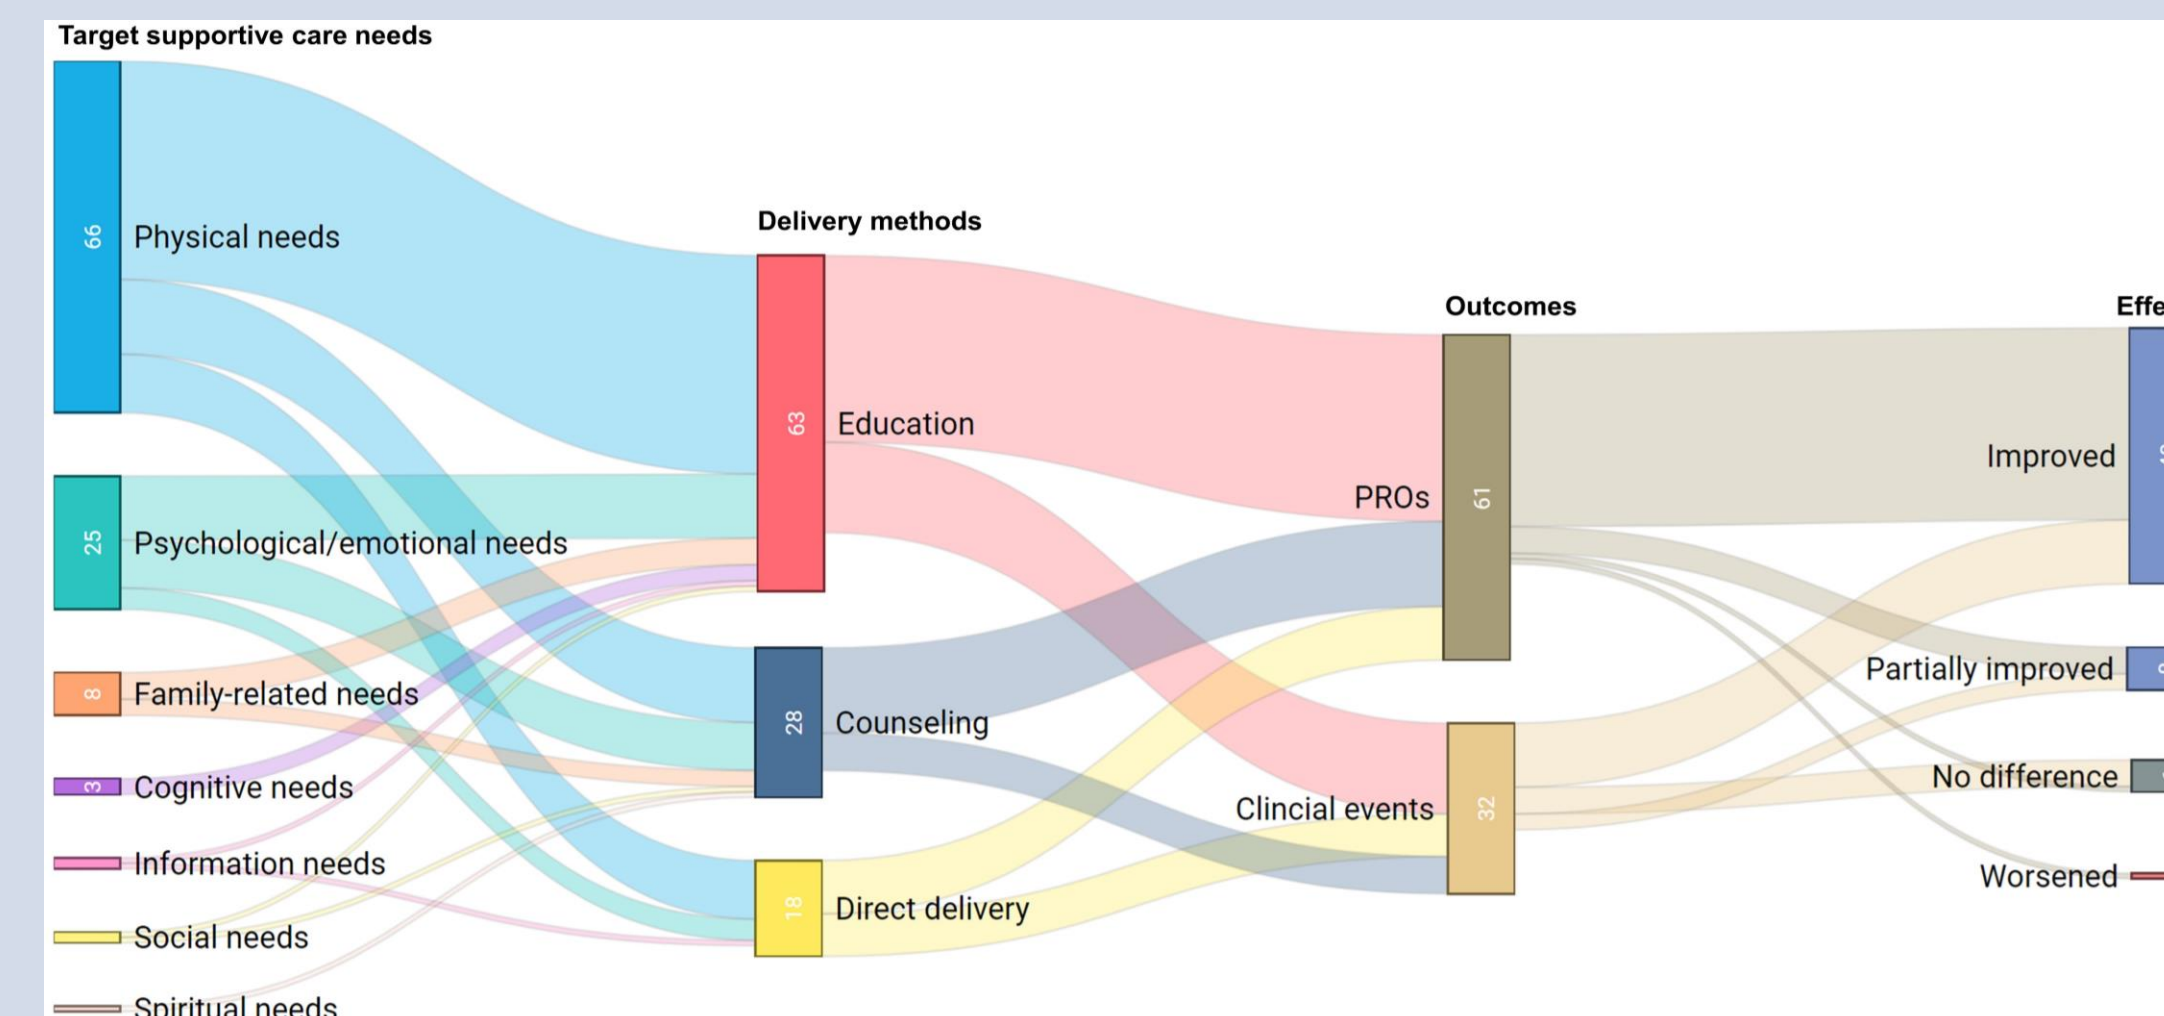 Target supportive care needs
66
Physical needs
25
Psychological/emotional needs
8
Family-related needs
3
Cognitive needs
Information needs
Social needs
Spiritual needs
Delivery methods
63
Education
28
Counseling
18
Direct delivery
Outcomes
PROs
61
Clincial events
32
Effe
Improved
Partially improved
No difference
Worsened